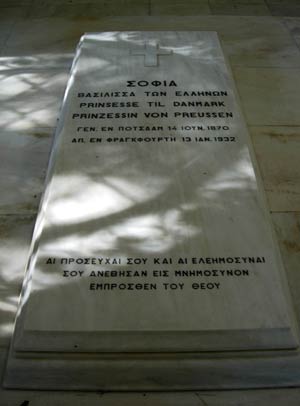 ΣΟΦΙΑ
ΒΑΣΙΛΙΣΣΑ ΤΩΝ ΕΛΛΗΝΩΝ
PRINSESSE TIL DANMARK
PRINZESSIN VON PREUSSEN
ΓΕΝ. ΕΝ ΠΟΤΣΔΑΜ 14 ΙΟΥΝ. 1870
ΑΠ. ΕΝ ΦΡΑΓΚΦΟΥΡΤΗ 13 ΙΑΝ. 1932
ΑΙ ΠΡΟΣΕΥΧΑΙ ΣΟΥ ΚΑΙ ΑΙ ΕΛΕΗΜΟΣΥΝΑΙ
ΣΟΥ ΑΝΕΒΗΣΑΝ ΕΙΣ ΜΝΗΜΟΣΥΝΟΝ
ΕΜΠΡΟΣΘΕΝ ΤΟΥ ΘΕΟΥ